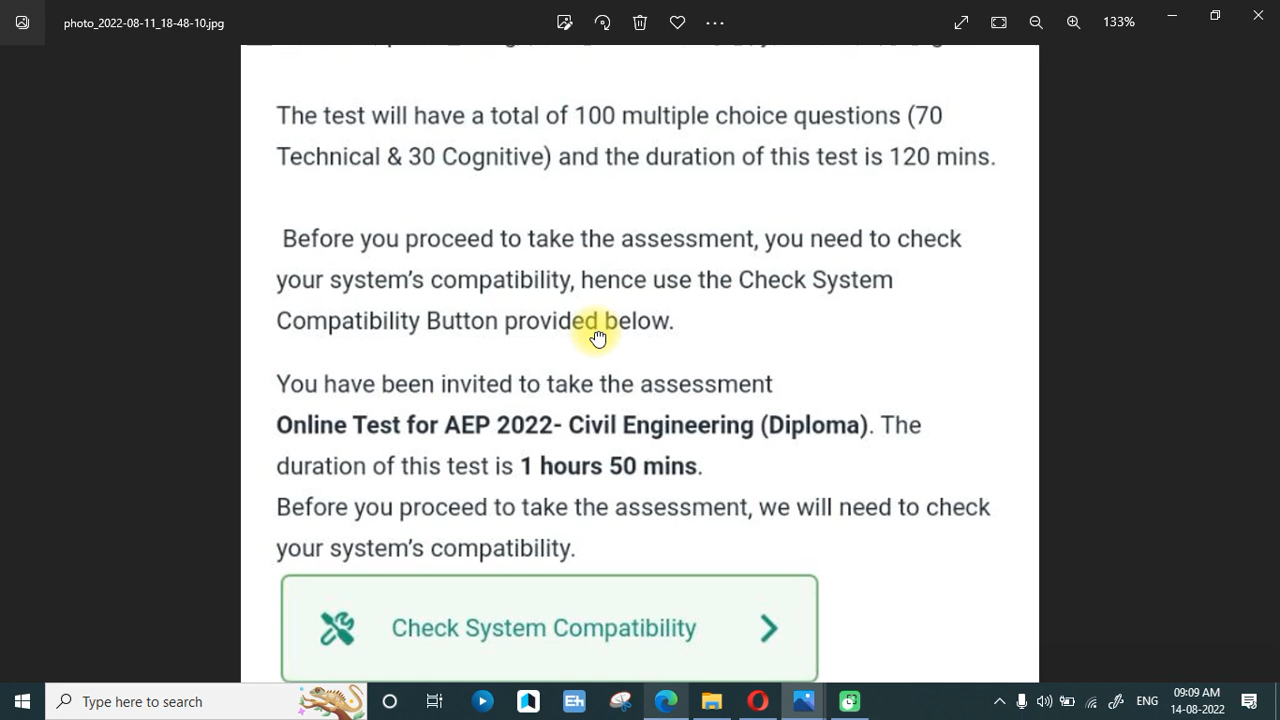 photo_2022-08-11_18-48-10.jpg
133%
The test will have a total of 100 multiple choice questions (70
Technical & 30 Cognitive) and the duration of this test is 120 mins.
Before you proceed to take the assessment, you need to check
your system's compatibility, hence use the Check System
Compatibility Button provided below.
You have been invited to take the assessment
Online Test for AEP 2022- Civil Engineering (Diploma). The
duration of this test is 1 hours 50 mins.
Before you proceed to take the assessment, we will need to check
your system's compatibility.
Check System Compatibility
Type here to search
Eh
ENG
09:09 AM
14-08-2022